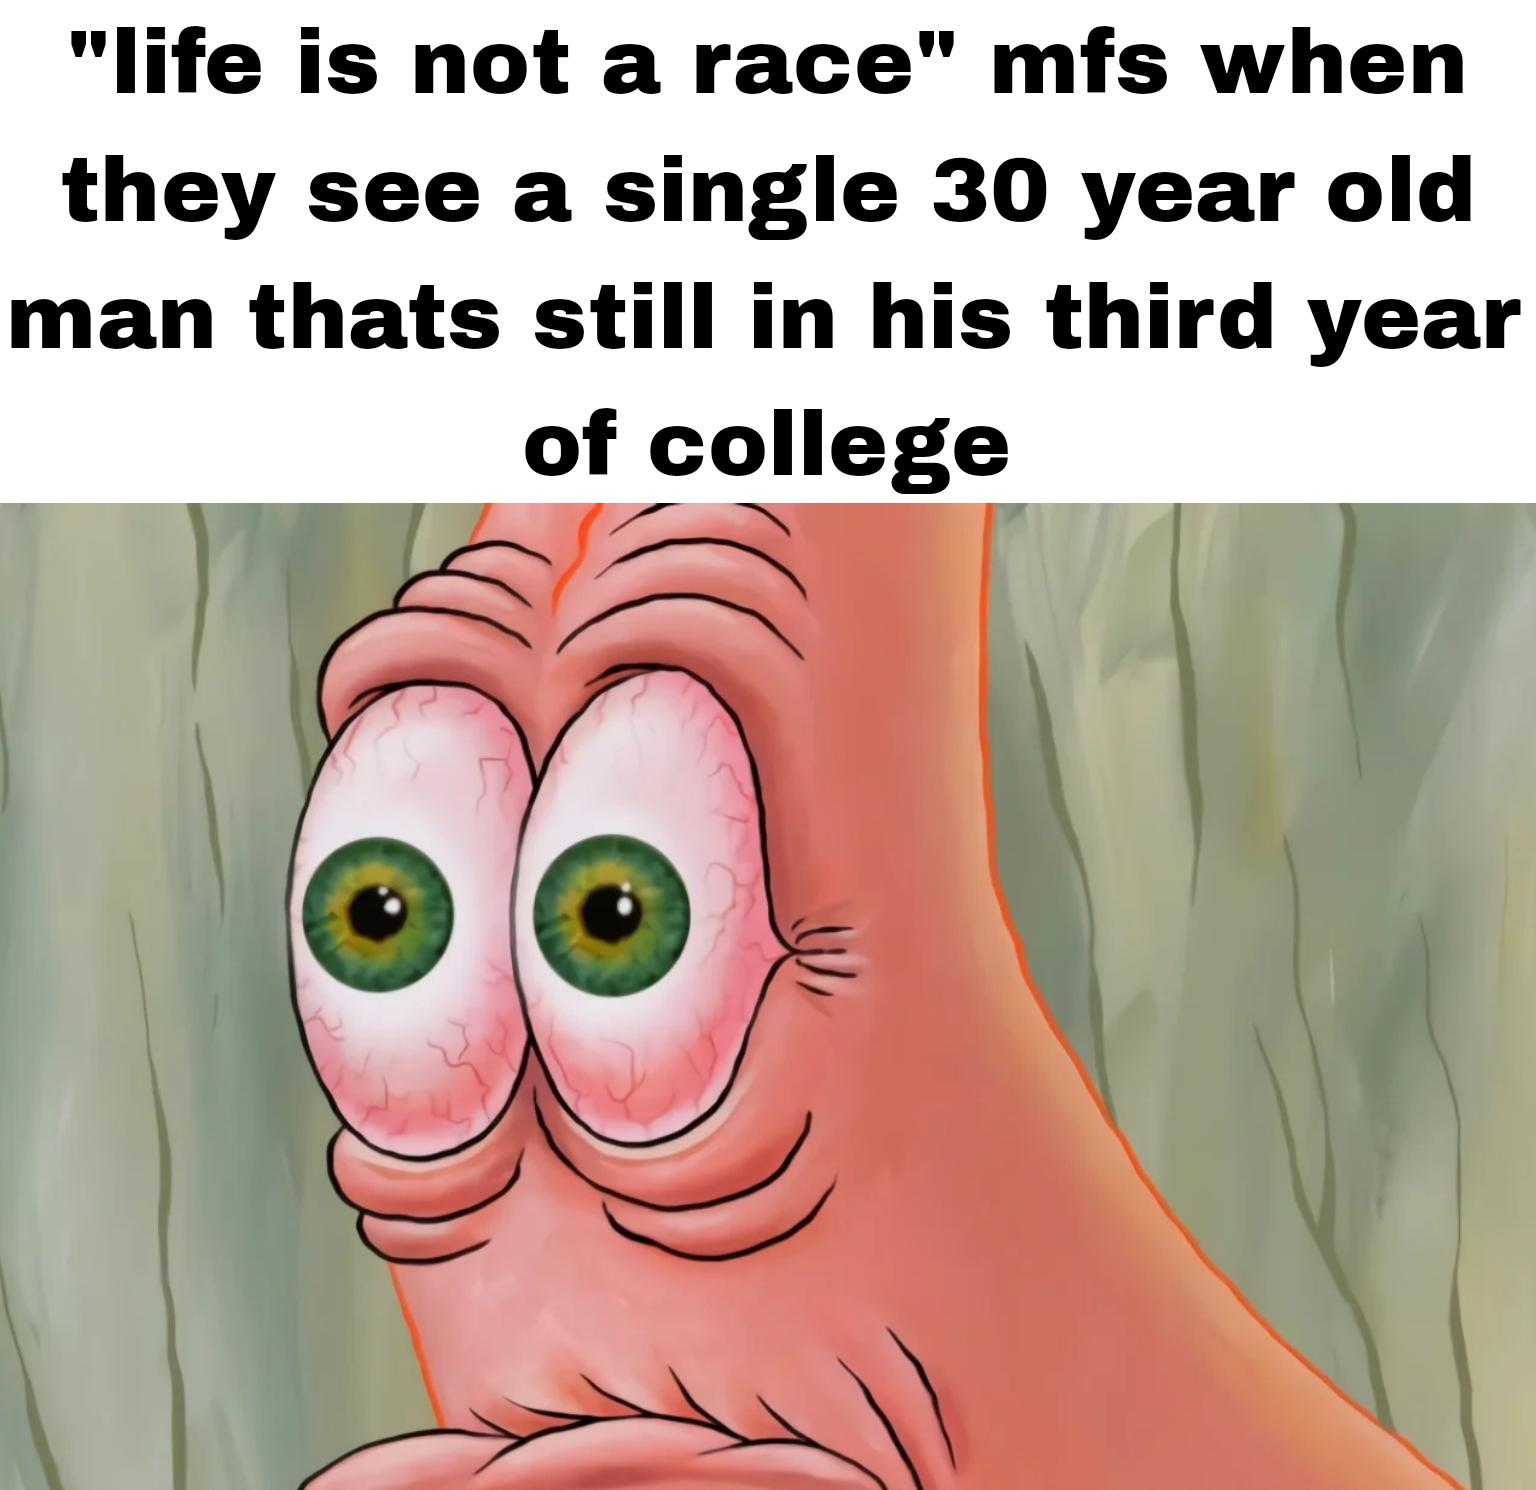 "life is not a race" mfs when
they see a single 30 year old
man thats still in his third year
of college